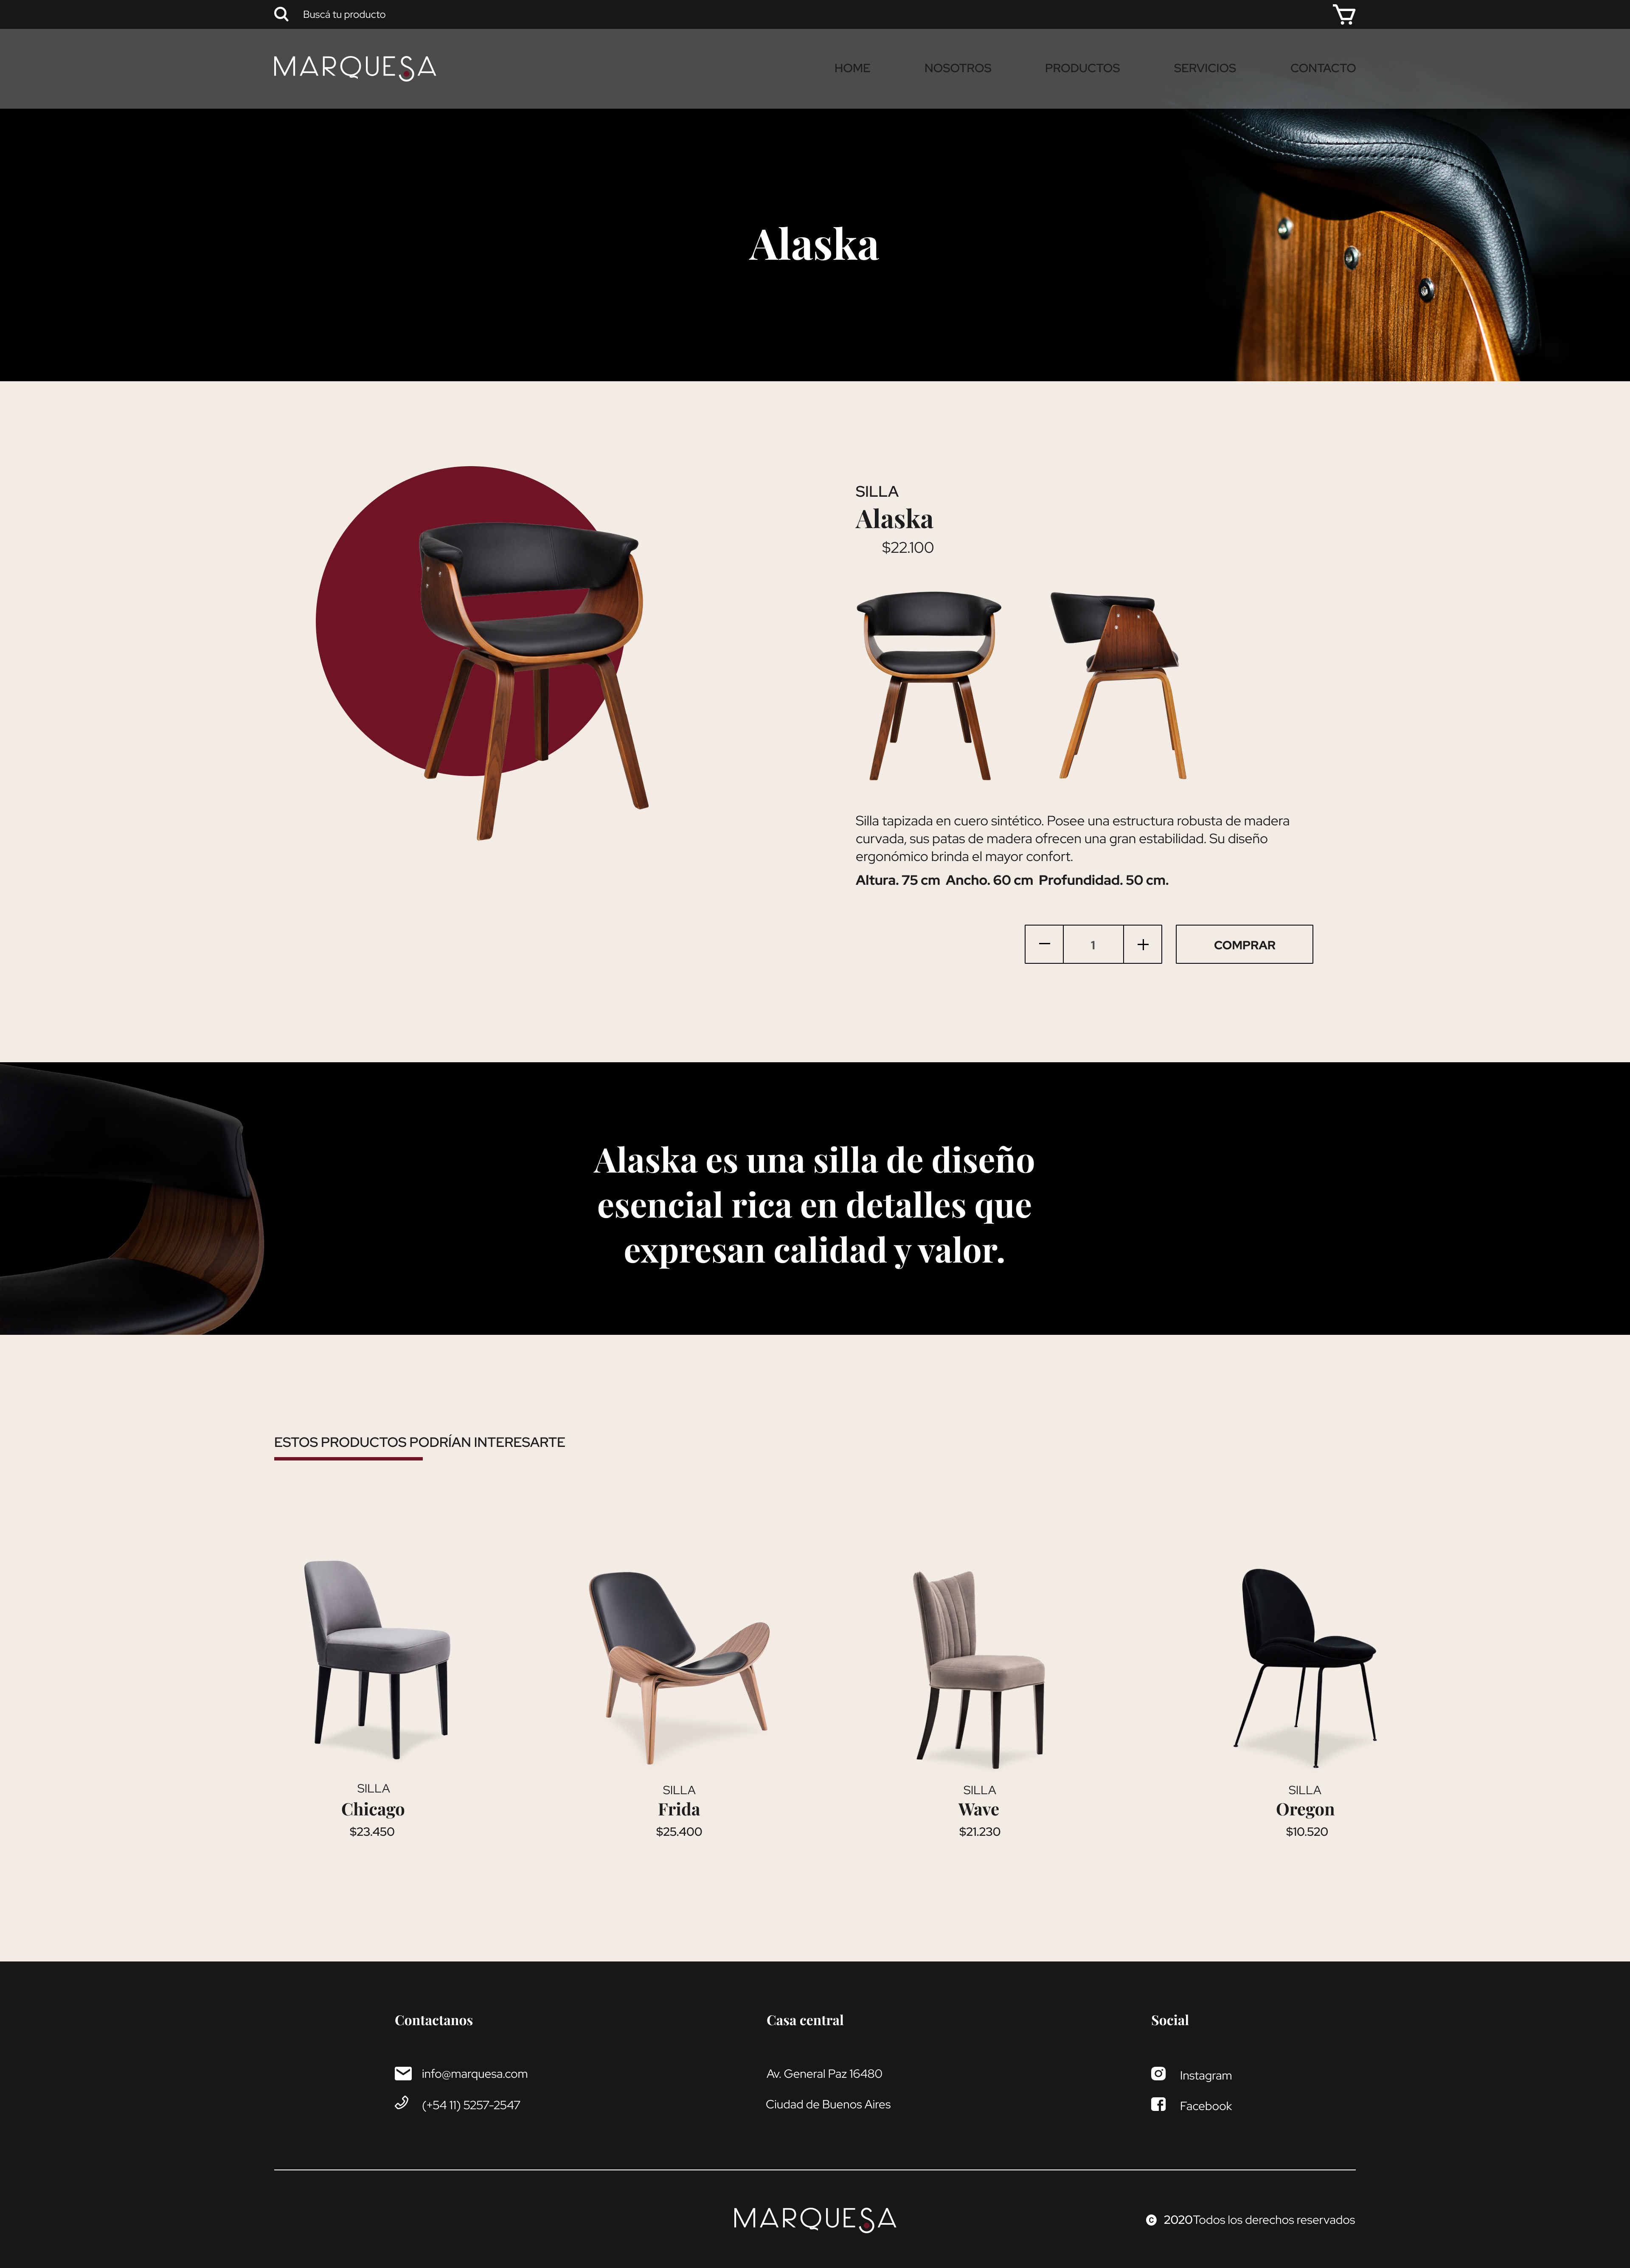 Buscá tu producto
MARQUESA
HOME NOSOTROS PRODUCTOS SERVICIOS CONTACTO
Alaska
SILLA
Alaska
$22.100
Silla tapizada en cuero sintético. Posee una estructura robusta de madera
curvada, sus patas de madera ofrecen una gran estabilidad. Su diseño
ergonómico brinda el mayor confort.
Altura. 75 cm Ancho. 60 cm Profundidad. 50 cm.
1
COMPRAR
Alaska es una silla de diseño
esencial rica en detalles que
expresan calidad y valor.
ESTOS PRODUCTOS PODRÍAN INTERESARTE
SILLA
Chicago
$23.450
SILLA
Frida
$25.400
SILLA
Wave
$21.230
SILLA
Oregon
$10.520
Contactanos
info@marquesa.com
(+54 11) 5257-2547
Casa central
Av. General Paz 16480
Ciudad de Buenos Aires
Social
Instagram
Facebook
MARQUESA
© 2020Todos los derechos reservados